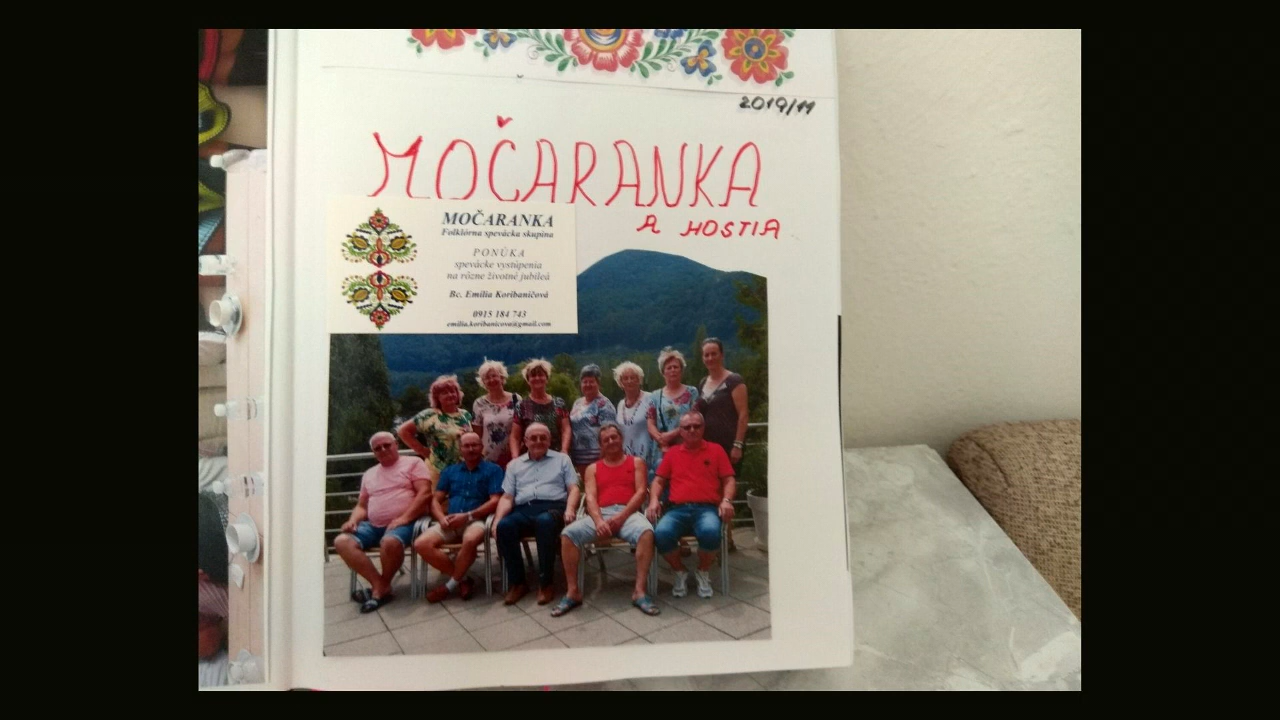 2019/11
MOČARANKA
A HOSTIA
MOČARANKA
Folklórna spevácka skupina
PONÚKA
spevácke vystúpenia
na rôzne životné jubileá
Bc. Emília Koribaničová
0915 184 743
emilia.koribanicova@gmail.com